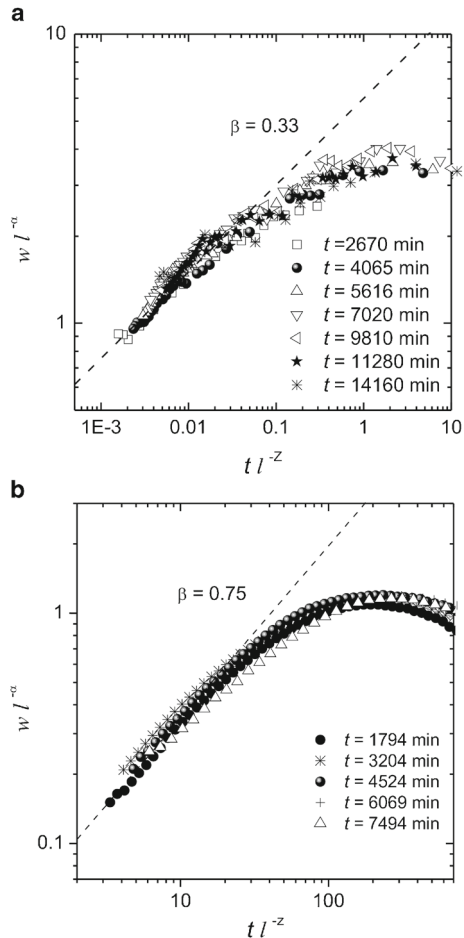 a
10
β = 0.33
w l^-α
t =2670 min
t = 4065 min
t = 5616 min
t = 7020 min
t = 9810 min
t = 11280 min
t = 14160 min
1
1E-3 0.01 0.1 1 10
t l^-z
b
β = 0.75
1
w l^-α
t = 1794 min
t = 3204 min
t = 4524 min
t = 6069 min
t = 7494 min
0.1
10 100
t l^-z